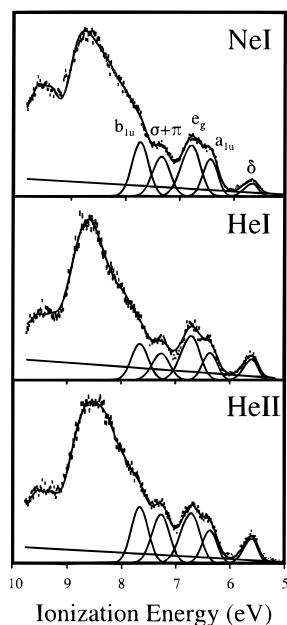 NeI
b1u σ+π eg a1u δ
HeI
HeII
10 9 8 7 6 5
Ionization Energy (eV)